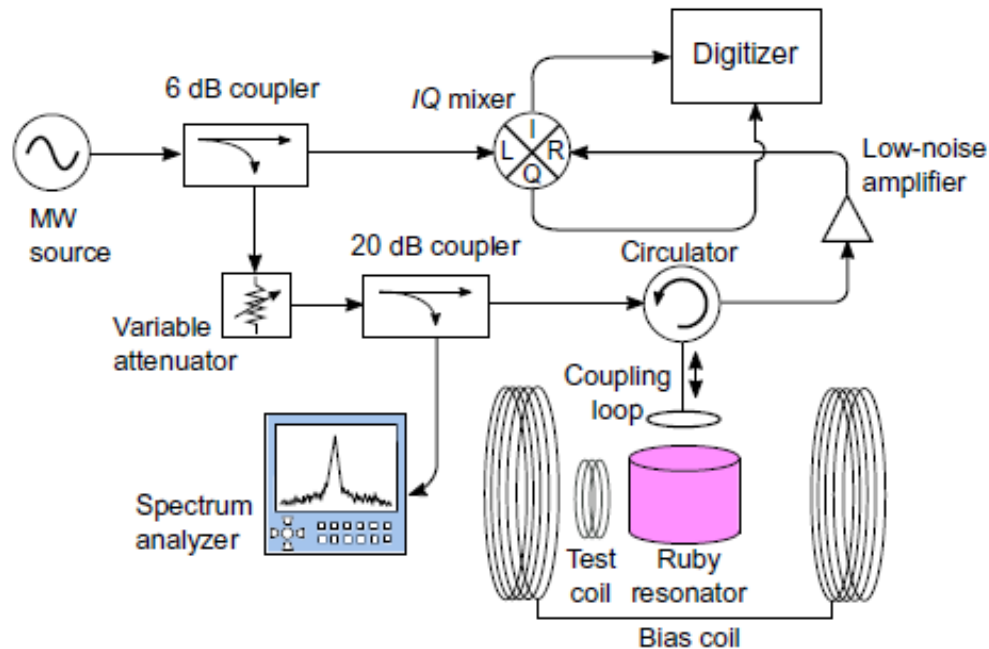 Digitizer
6 dB coupler
IQ mixer
I
L R
Q
Low-noise
amplifier
MW
source
20 dB coupler
Circulator
Variable
attenuator
Coupling
loop
Spectrum
analyzer
Test
coil
Ruby
resonator
Bias coil